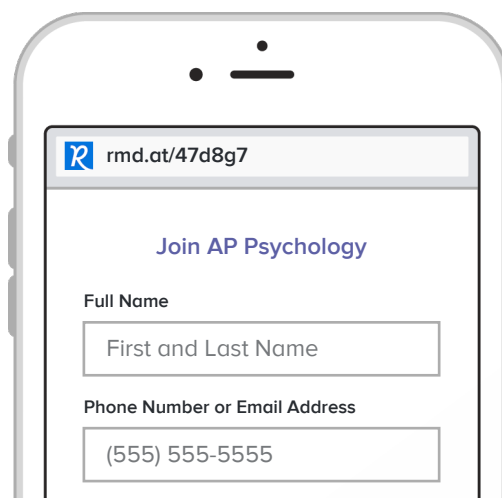 rmd.at/47d8g7
Join AP Psychology
Full Name
First and Last Name
Phone Number or Email Address
(555) 555-5555